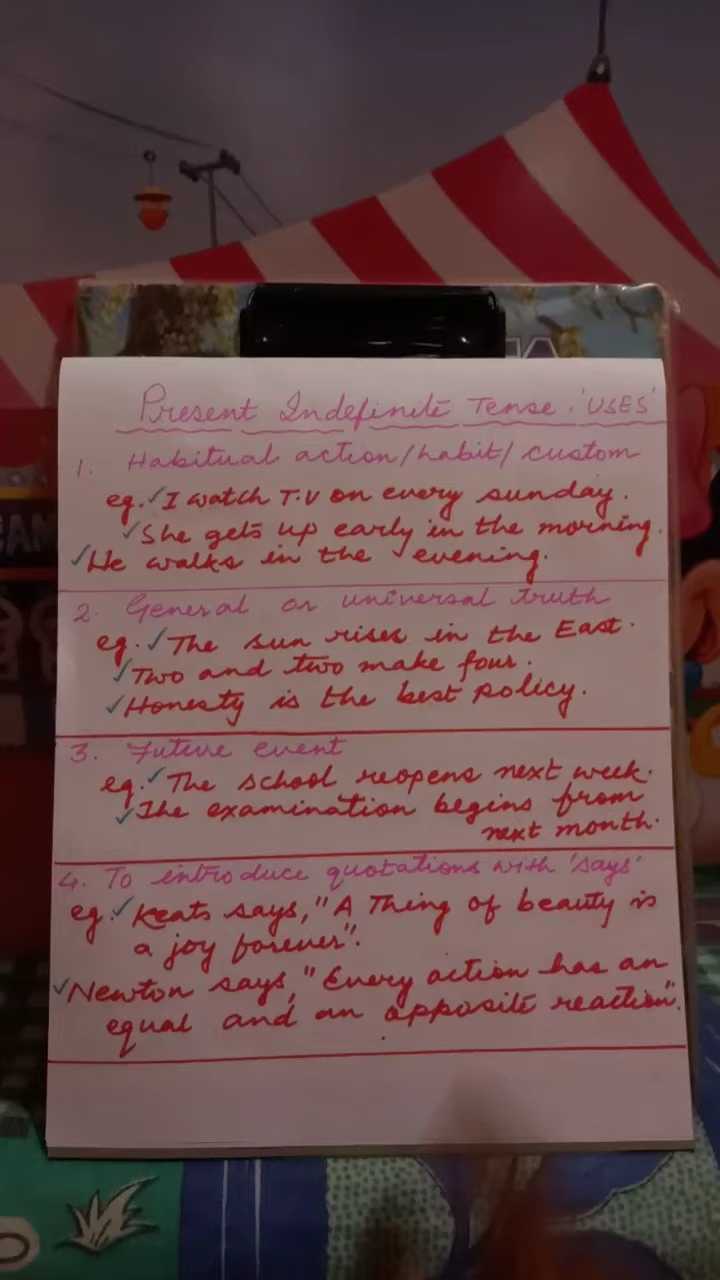 Present Indefinite Tense. 'USES'
1. Habitual action/habit/custom
eg. ✓I watch T.V on every sunday.
✓She gets up early in the morning.
✓He walks in the evening.
2. General or universal truth
eg. ✓The sun rises in the East.
✓Two and two make four.
✓Honesty is the best policy.
3. Future event
eg. ✓The school reopens next week.
✓The examination begins from
next month.
4. To introduce quotations with 'says'
eg. ✓Keats says, "A Thing of beauty is
a joy forever".
✓Newton says, "Every action has an
equal and an opposite reaction".